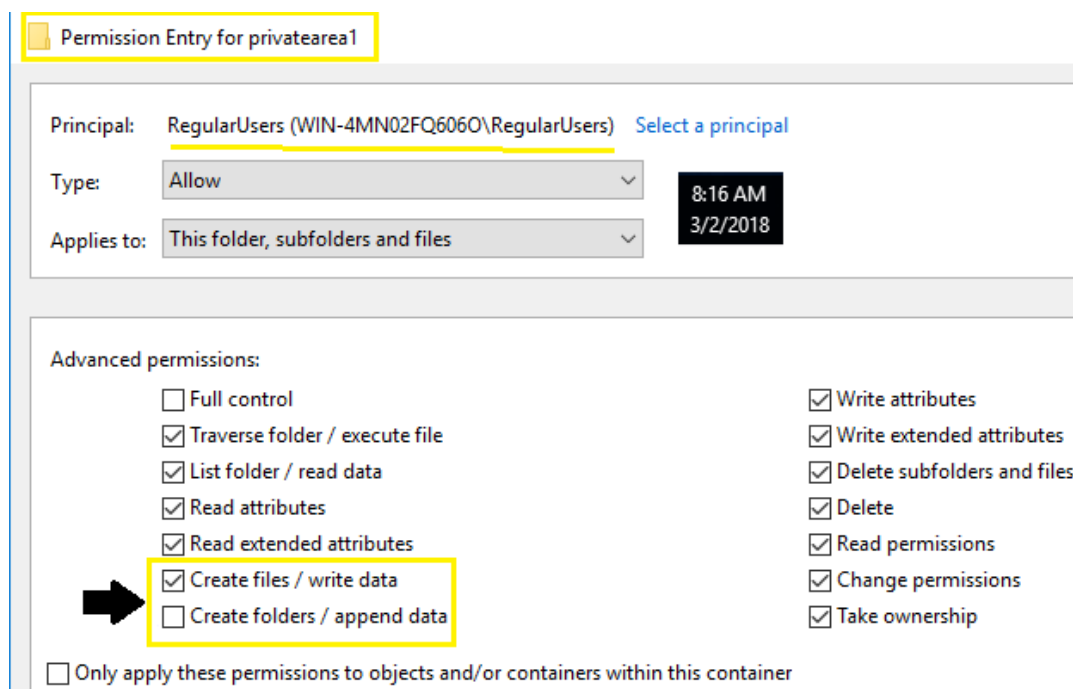 Permission Entry for privatearea1
Principal: RegularUsers (WIN-4MN02FQ606O\RegularUsers) Select a principal
Type: Allow
8:16 AM
3/2/2018
Applies to: This folder, subfolders and files
Advanced permissions:
Full control
Traverse folder / execute file
List folder / read data
Read attributes
Read extended attributes
Create files / write data
Create folders / append data
Write attributes
Write extended attributes
Delete subfolders and files
Delete
Read permissions
Change permissions
Take ownership
Only apply these permissions to objects and/or containers within this container